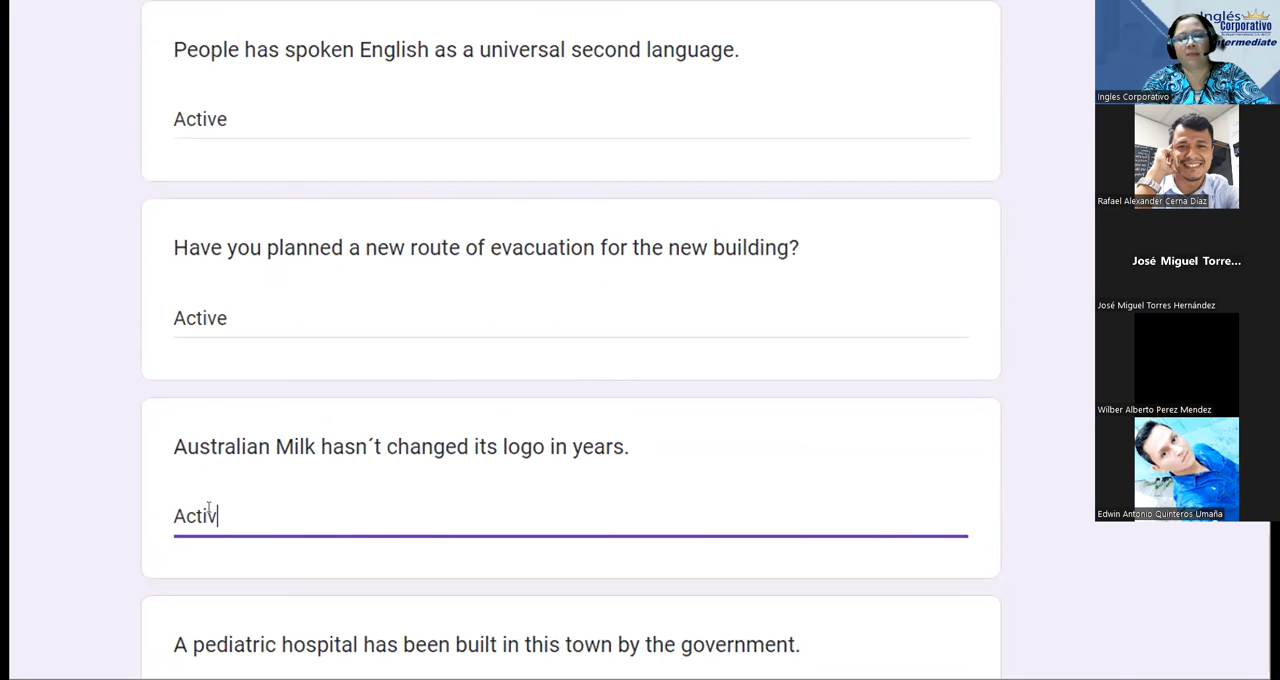 People has spoken English as a universal second language.
Active
Have you planned a new route of evacuation for the new building?
Active
Australian Milk hasn´t changed its logo in years.
Activ
A pediatric hospital has been built in this town by the government.
Inglés
Corporativo
Intermediate
Ingles Corporativo
Rafael Alexander Cerna Díaz
José Miguel Torre...
José Miguel Torres Hernández
Wilber Alberto Perez Mendez
Edwin Antonio Quinteros Umaña